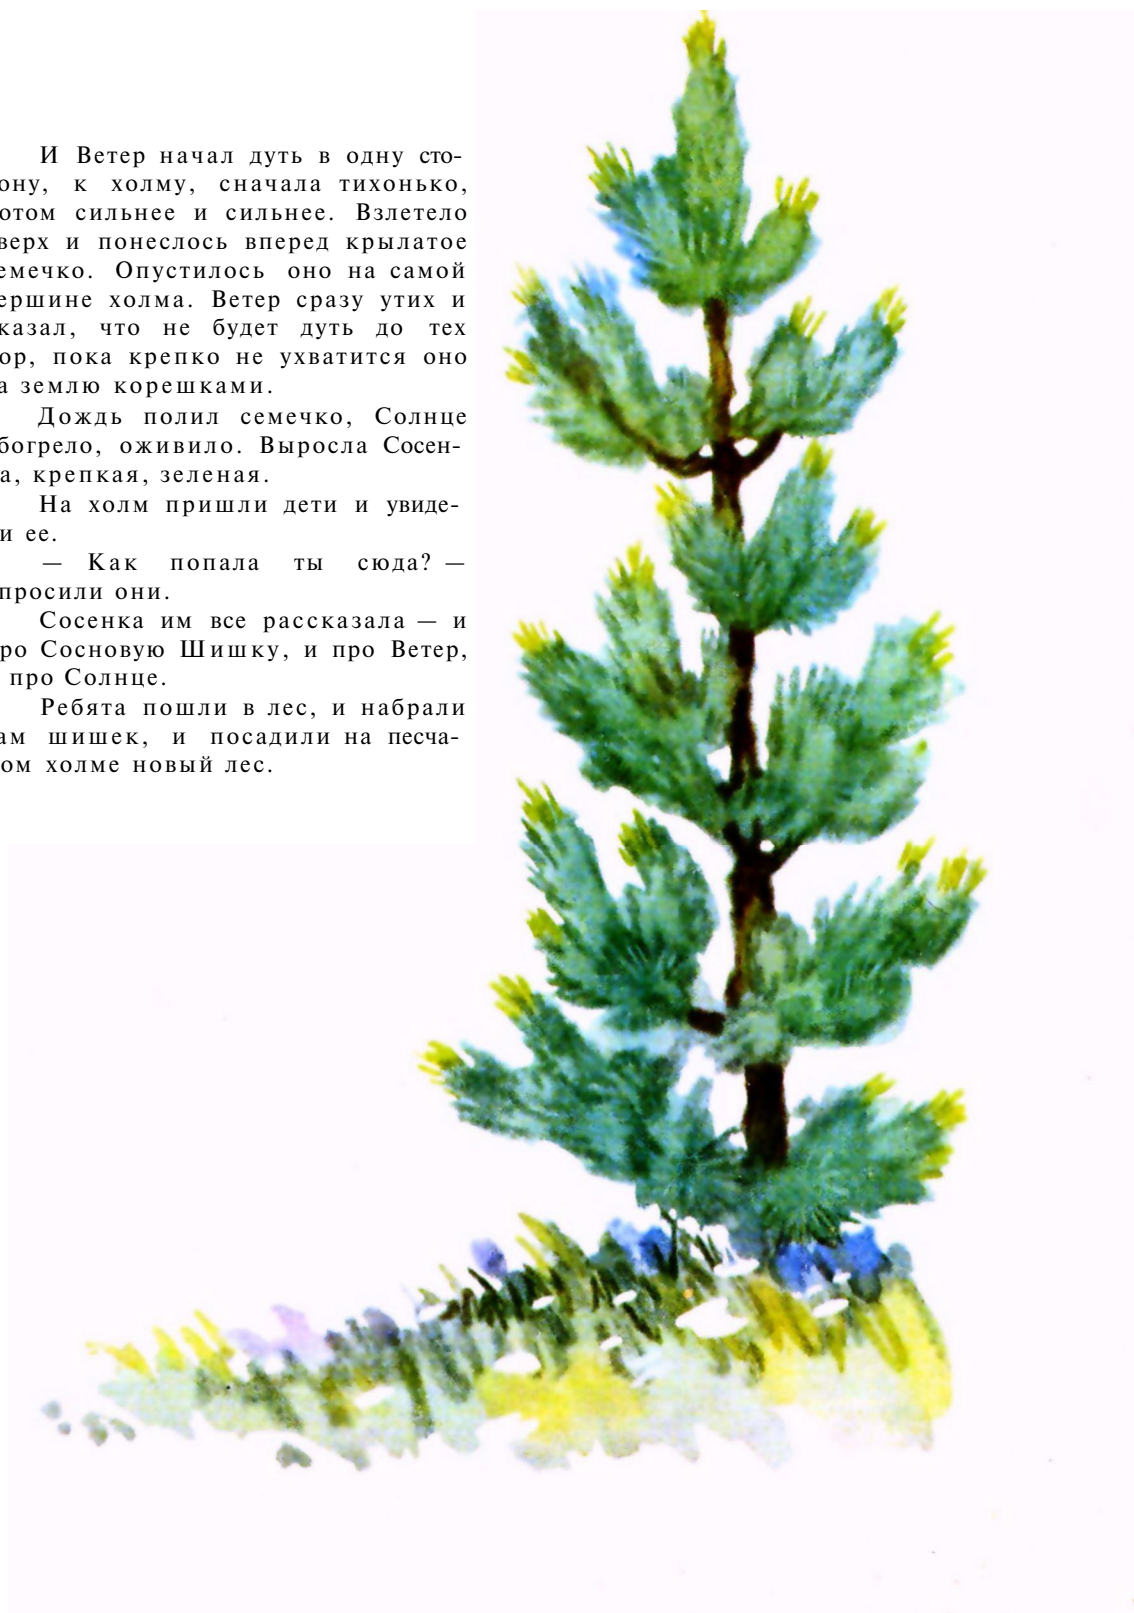 И Ветер начал дуть в одну сто-
ону, к холму, сначала тихонько,
отом сильнее и сильнее. Взлетело
верх и понеслось вперед крылатое
емечко. Опустилось оно на самой
ершине холма. Ветер сразу утих и
казал, что не будет дуть до тех
ор, пока крепко не ухватится оно
а землю корешками.
Дождь полил семечко, Солнце
богрело, оживило. Выросла Сосен-
а, крепкая, зеленая.
На холм пришли дети и увиде-
и ее.
— Как попала ты сюда? —
просили они.
Сосенка им все рассказала — и
ро Сосновую Шишку, и про Ветер,
про Солнце.
Ребята пошли в лес, и набрали
ам шишек, и посадили на песча-
ом холме новый лес.